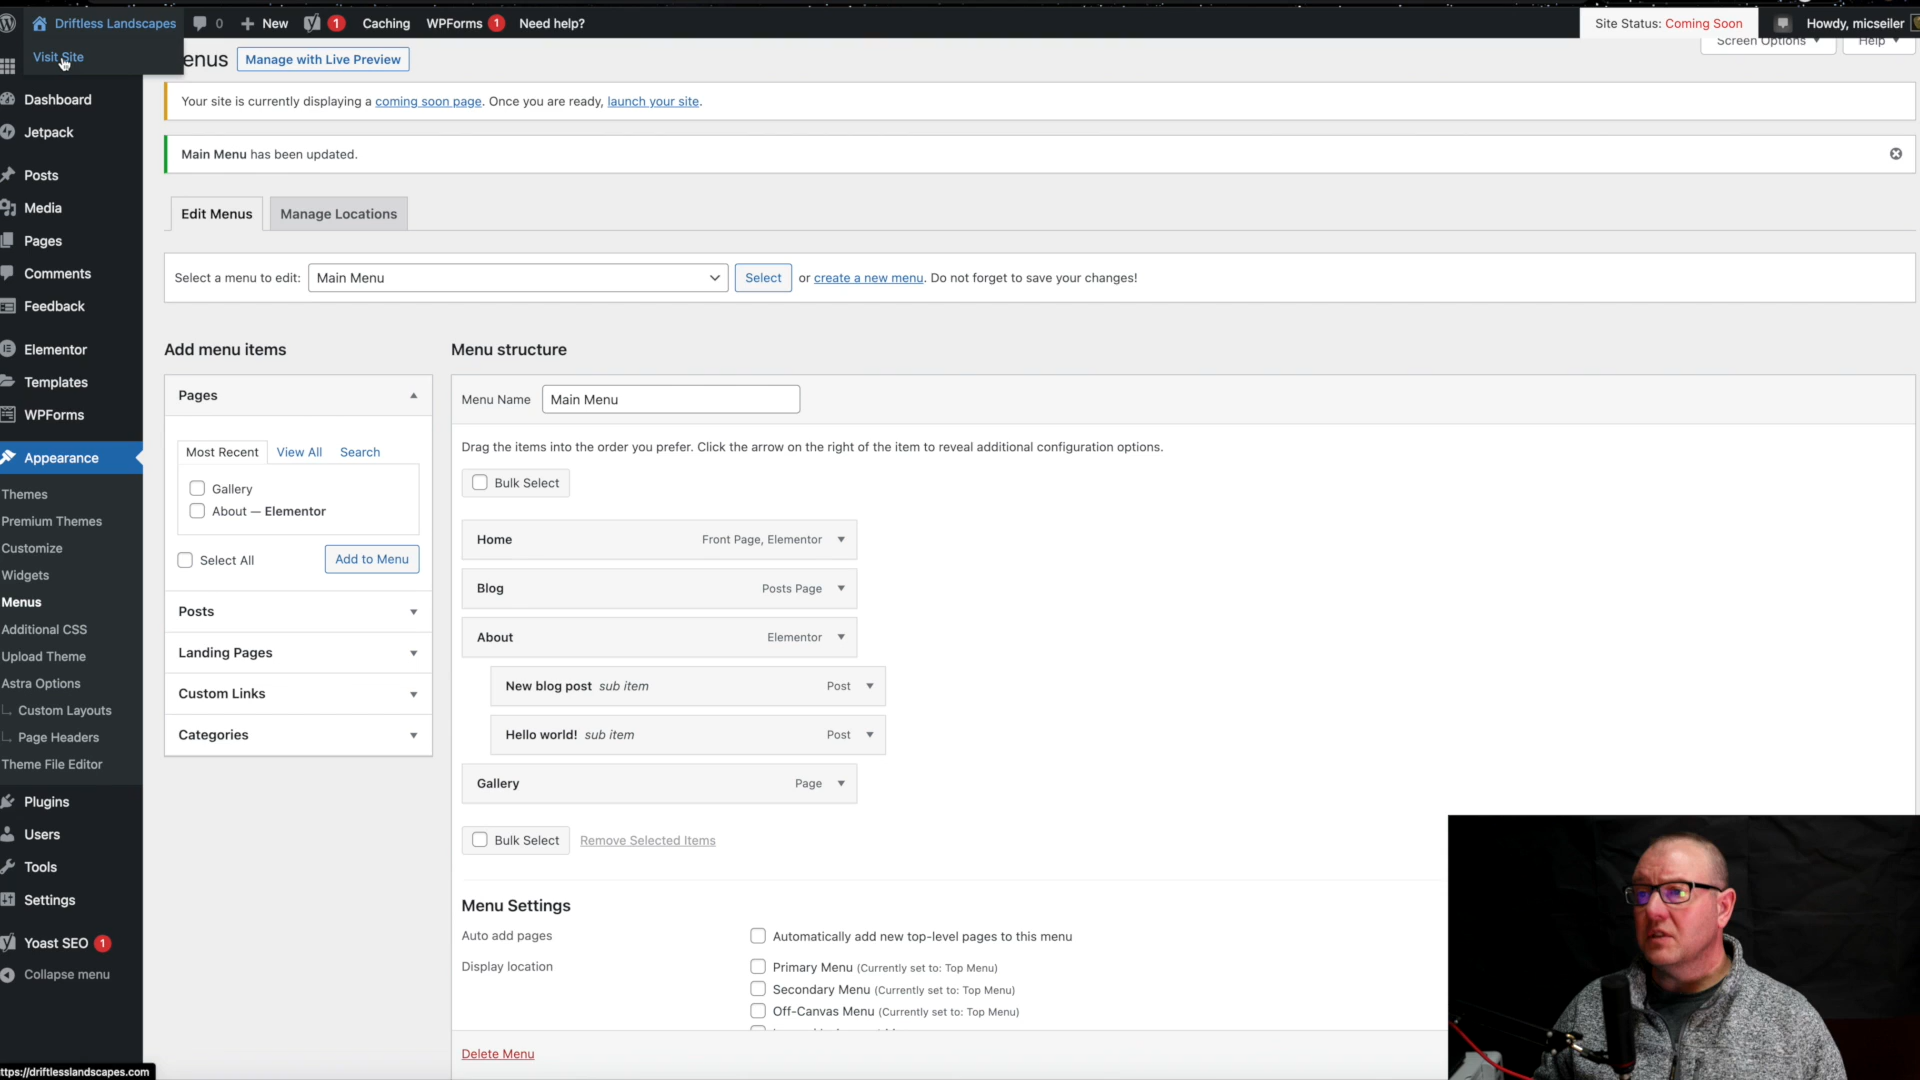 Driftless Landscapes 0 New 1 Caching WPForms 1 Need help? Site Status: Coming Soon Howdy, micseiler
Visit Site
enus Manage with Live Preview Screen Options Help
Your site is currently displaying a coming soon page. Once you are ready, launch your site.
Main Menu has been updated.
Edit Menus Manage Locations
Select a menu to edit: Main Menu Select or create a new menu. Do not forget to save your changes!
Dashboard
Jetpack
Posts
Media
Pages
Comments
Feedback
Elementor
Templates
WPForms
Appearance
Themes
Premium Themes
Customize
Widgets
Menus
Additional CSS
Upload Theme
Astra Options
Custom Layouts
Page Headers
Theme File Editor
Plugins
Users
Tools
Settings
Yoast SEO 1
Collapse menu
ttps://driftlesslandscapes.com
Add menu items
Pages
Most Recent View All Search
Gallery
About — Elementor
Select All Add to Menu
Posts
Landing Pages
Custom Links
Categories
Menu structure
Menu Name Main Menu
Drag the items into the order you prefer. Click the arrow on the right of the item to reveal additional configuration options.
Bulk Select
Home Front Page, Elementor
Blog Posts Page
About Elementor
New blog post sub item Post
Hello world! sub item Post
Gallery Page
Bulk Select Remove Selected Items
Menu Settings
Auto add pages Automatically add new top-level pages to this menu
Display location Primary Menu (Currently set to: Top Menu)
Secondary Menu (Currently set to: Top Menu)
Off-Canvas Menu (Currently set to: Top Menu)
Delete Menu